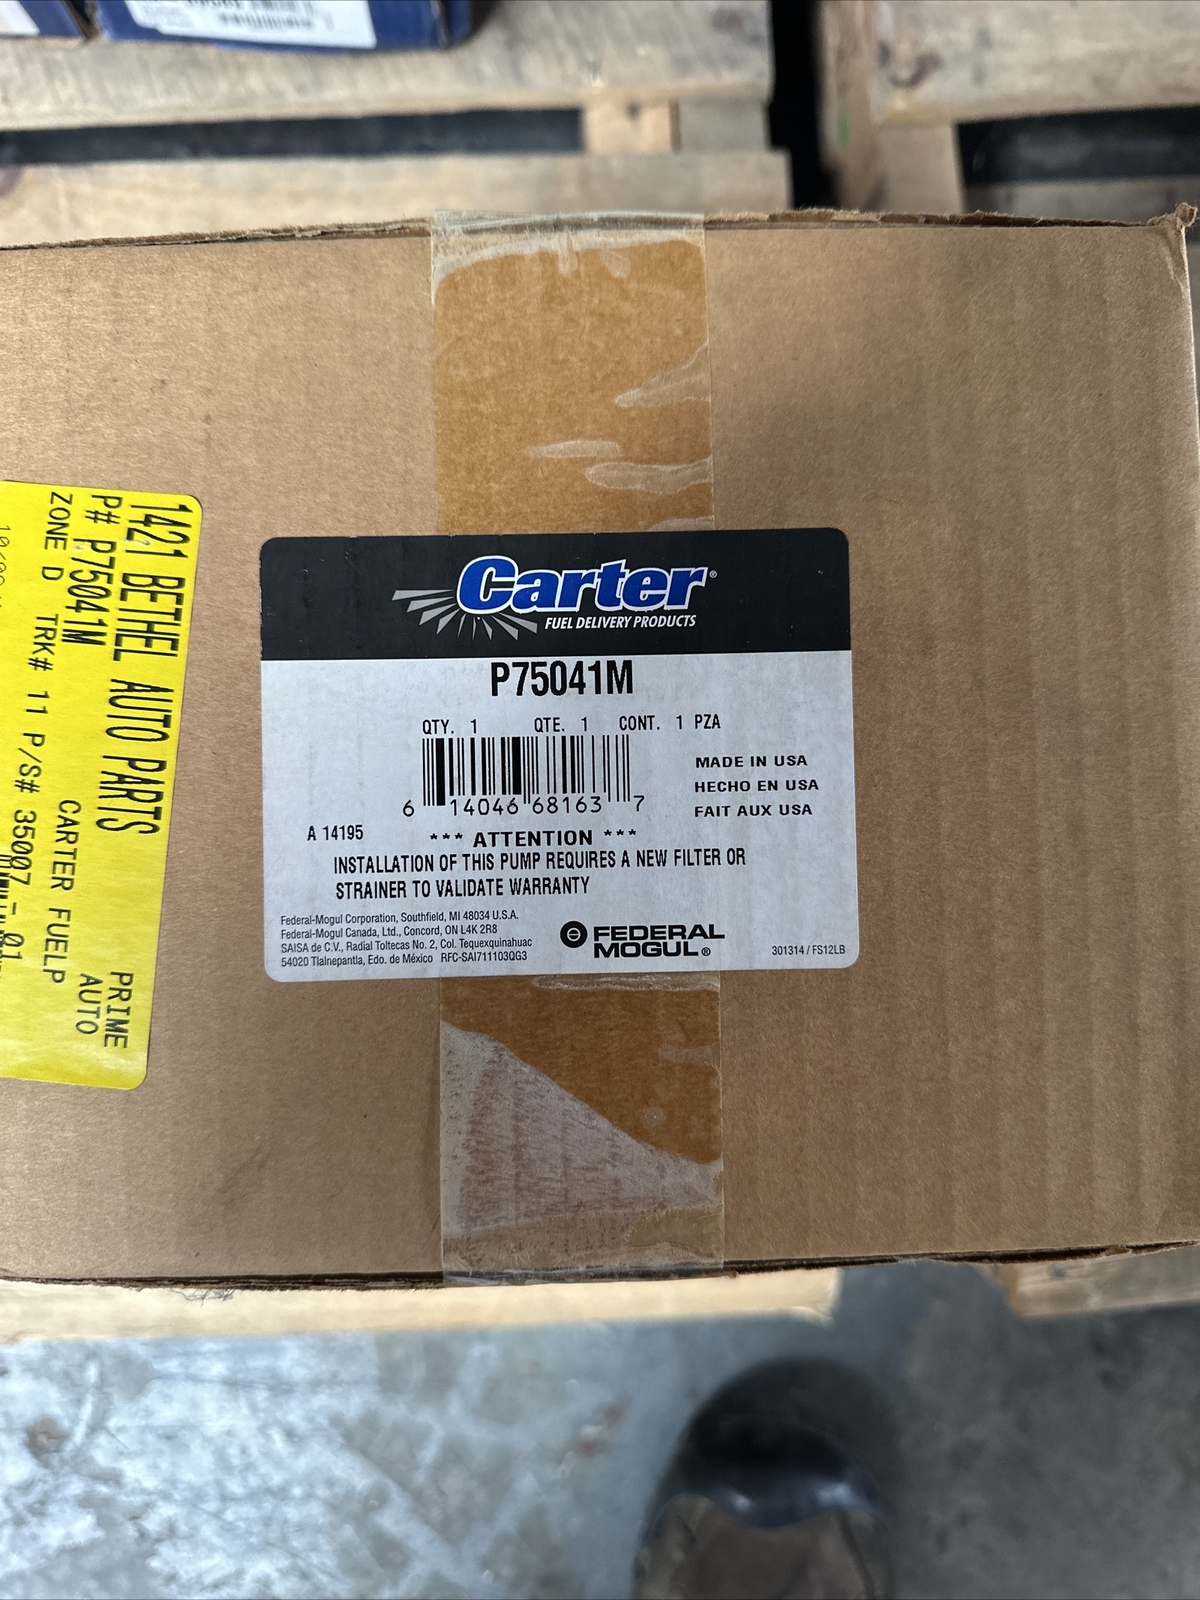 Carter®
FUEL DELIVERY PRODUCTS
P75041M
QTY. 1 QTE. 1 CONT. 1 PZA
6 14046 68163 7
MADE IN USA
HECHO EN USA
FAIT AUX USA
A 14195
*** ATTENTION ***
INSTALLATION OF THIS PUMP REQUIRES A NEW FILTER OR
STRAINER TO VALIDATE WARRANTY
Federal-Mogul Corporation, Southfield, MI 48034 U.S.A.
Federal-Mogul Canada, Ltd., Concord, ON L4K 2R8
SAISA de C.V., Radial Toltecas No. 2, Col. Tequexquinahuac
54020 Tlalnepantla, Edo. de México RFC-SAI711103QG3
FEDERAL
MOGUL®
301314 / FS12LB
1421 BETHEL AUTO PARTS
PRIME
P# P75041M
AUTO
CARTER FUELP
ZONE D TRK# 11 P/S# 35007-01